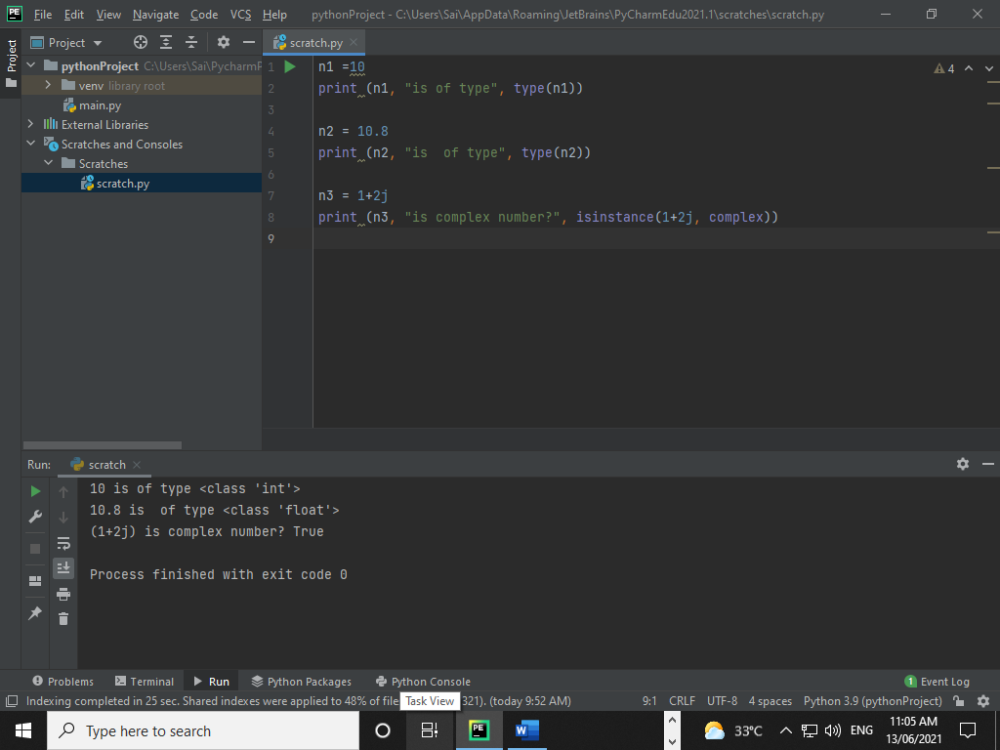 PE File Edit View Navigate Code VCS Help pythonProject - C:\Users\Sai\AppData\Roaming\JetBrains\PyCharmEdu2021.1\scratches\scratch.py
Project
Project
scratch.py
pythonProject C:\Users\Sai\PycharmP
venv library root
main.py
External Libraries
Scratches and Consoles
Scratches
scratch.py
4
1 n1 =10
2 print (n1, "is of type", type(n1))
3
4 n2 = 10.8
5 print (n2, "is  of type", type(n2))
6
7 n3 = 1+2j
8 print (n3, "is complex number?", isinstance(1+2j, complex))
9
Run: scratch
10 is of type <class 'int'>
10.8 is  of type <class 'float'>
(1+2j) is complex number? True
Process finished with exit code 0
Problems Terminal Run Python Packages Python Console 1 Event Log
Indexing completed in 25 sec. Shared indexes were applied to 48% of file 321). (today 9:52 AM) 9:1 CRLF UTF-8 4 spaces Python 3.9 (pythonProject)
Task View
Type here to search PE W 33°C ENG 11:05 AM
13/06/2021